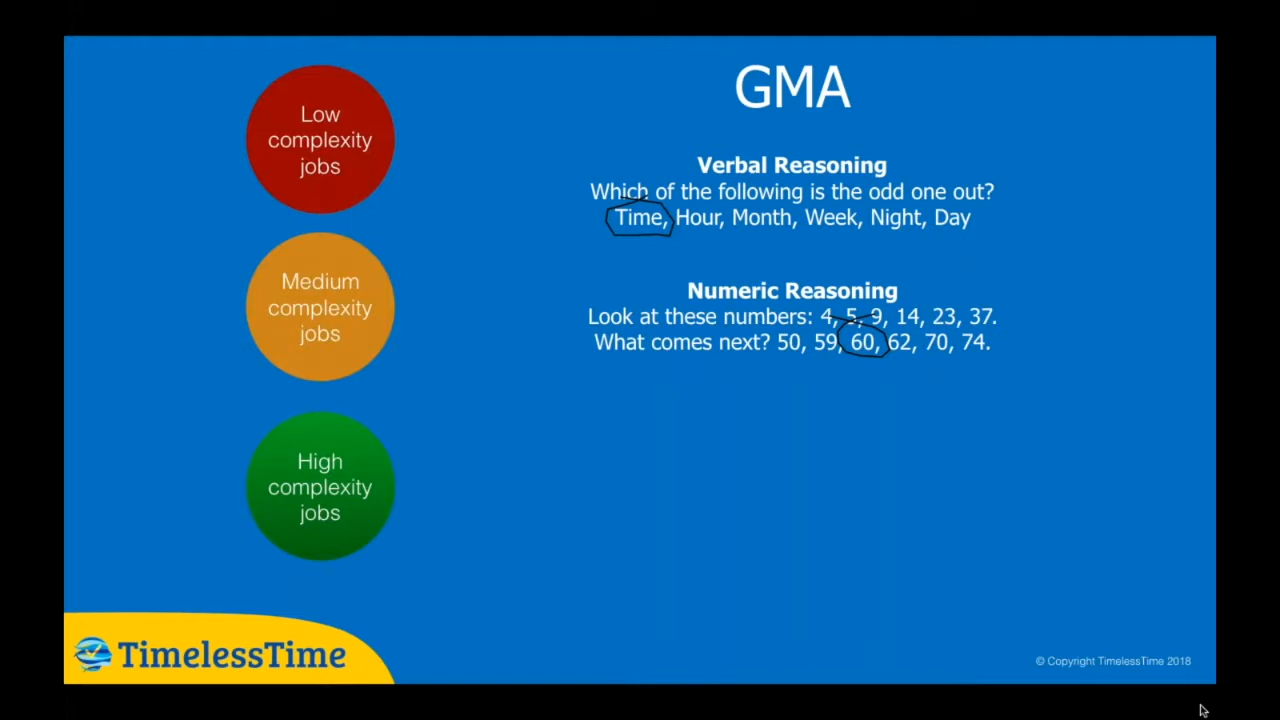 Low
complexity
jobs
Medium
complexity
jobs
High
complexity
jobs
GMA
Verbal Reasoning
Which of the following is the odd one out?
Time, Hour, Month, Week, Night, Day
Numeric Reasoning
Look at these numbers: 4, 5, 9, 14, 23, 37.
What comes next? 50, 59, 60, 62, 70, 74.
TimelessTime
© Copyright TimelessTime 2018